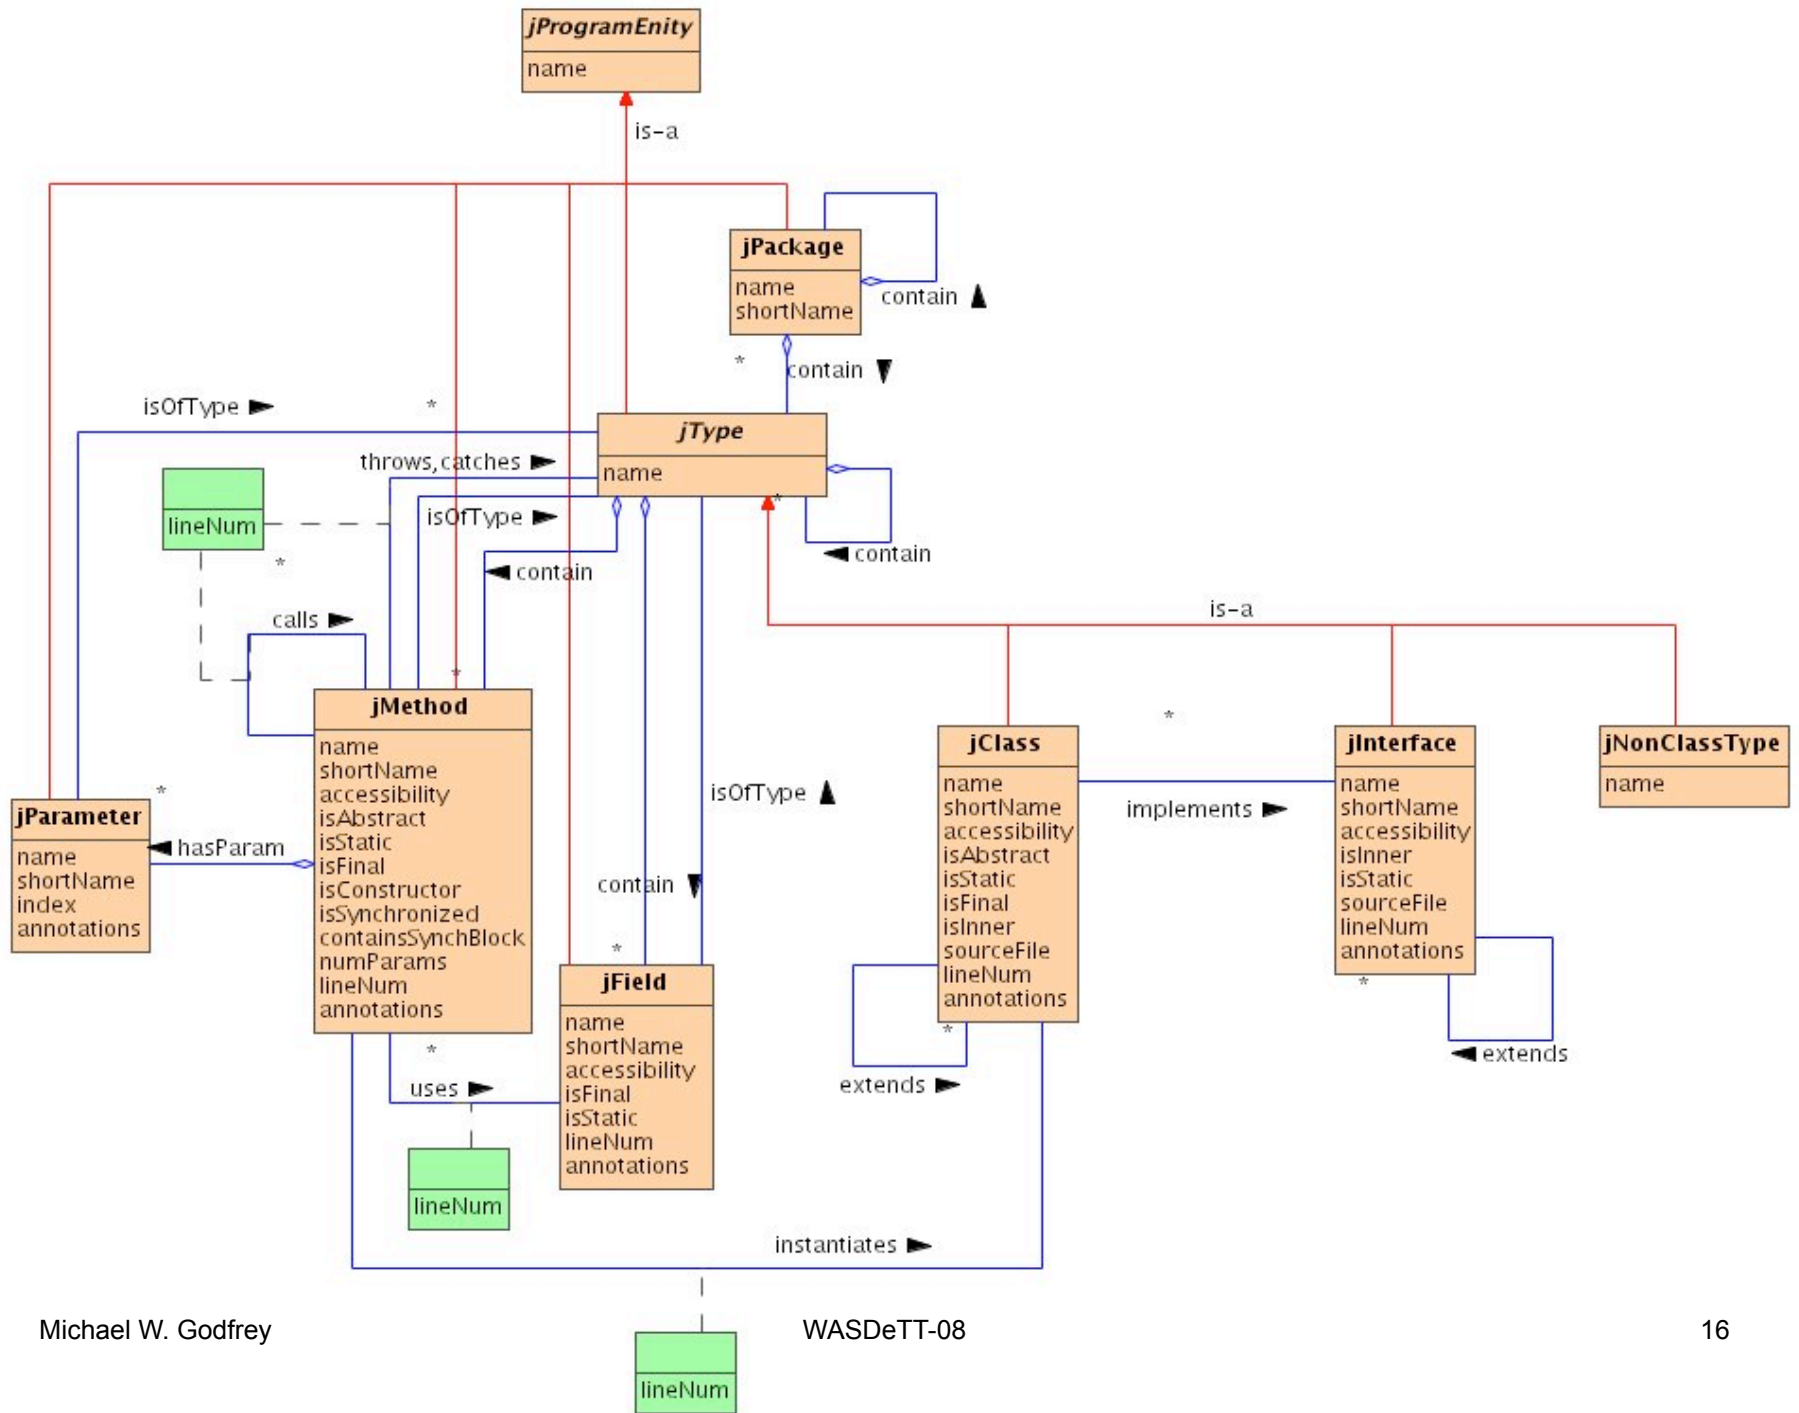 jProgramEnity
name
is-a
jPackage
name
shortName
contain
*
contain
isOfType
*
jType
name
throws,catches
*
lineNum
isOfType
*
contain
contain
calls
is-a
*
jMethod
name
shortName
accessibility
isAbstract
isStatic
isFinal
isConstructor
isSynchronized
containsSynchBlock
numParams
lineNum
annotations
*
jParameter
name
shortName
index
annotations
hasParam
isOfType
contain
*
jField
name
shortName
accessibility
isFinal
isStatic
lineNum
annotations
*
jClass
name
shortName
accessibility
isAbstract
isStatic
isFinal
isInner
sourceFile
lineNum
annotations
*
extends
implements
jInterface
name
shortName
accessibility
isInner
isStatic
sourceFile
lineNum
annotations
*
extends
jNonClassType
name
*
uses
lineNum
instantiates
lineNum
Michael W. Godfrey
WASDeTT-08
16